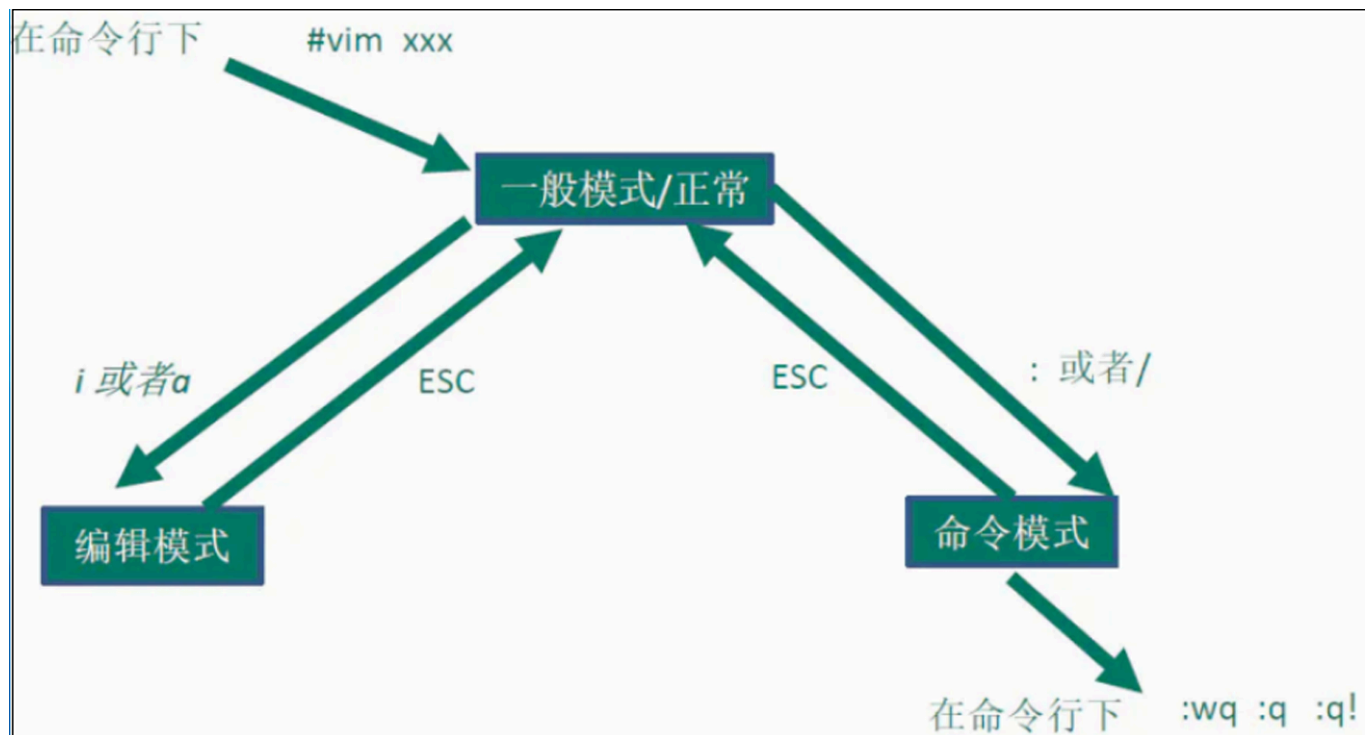 在命令行下 #vim xxx
一般模式/正常
i 或者a
ESC
ESC
: 或者/
编辑模式
命令模式
在命令行下 :wq :q :q!